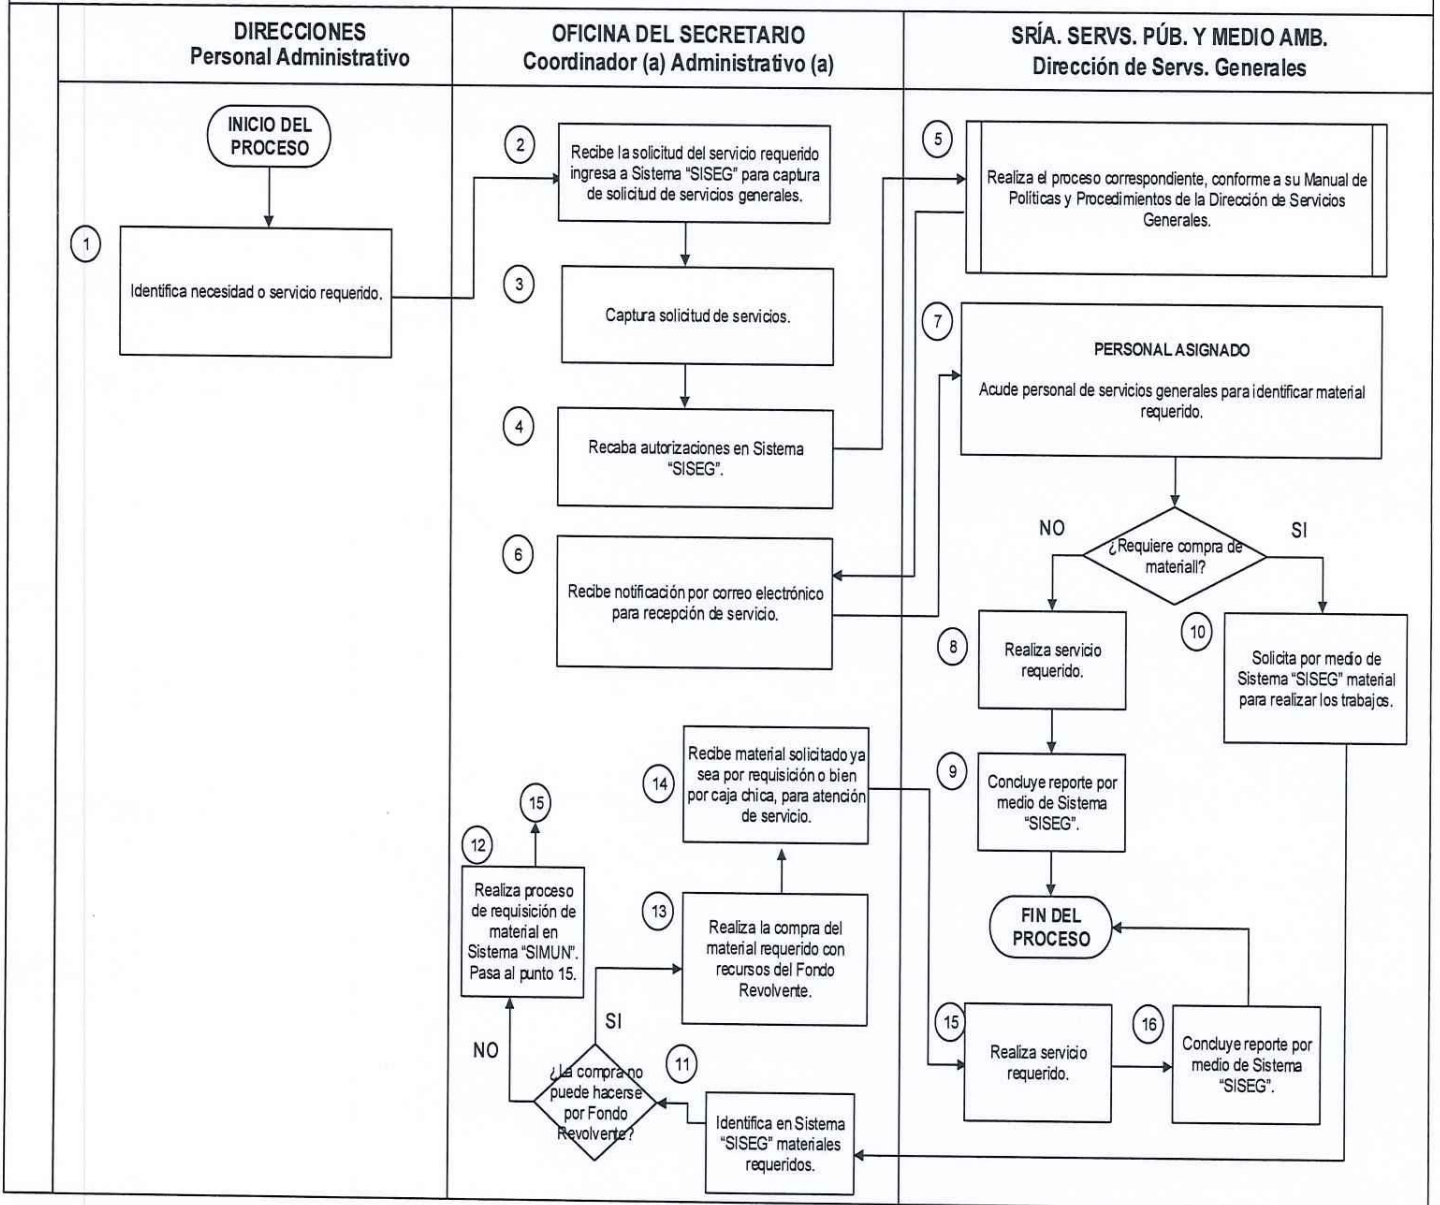 DIRECCIONES
Personal Administrativo
OFICINA DEL SECRETARIO
Coordinador (a) Administrativo (a)
SRÍA. SERVS. PÚB. Y MEDIO AMB.
Dirección de Servs. Generales
INICIO DEL
PROCESO
1
Identifica necesidad o servicio requerido.
2
Recibe la solicitud del servicio requerido
ingresa a Sistema "SISEG" para captura
de solicitud de servicios generales.
3
Captura solicitud de servicios.
4
Recaba autorizaciones en Sistema
"SISEG".
5
Realiza el proceso correspondiente, conforme a su Manual de
Políticas y Procedimientos de la Dirección de Servicios
Generales.
6
Recibe notificación por correo electrónico
para recepción de servicio.
7
PERSONAL ASIGNADO
Acude personal de servicios generales para identificar material
requerido.
¿Requiere compra de
materiall?
NO
SI
8
Realiza servicio
requerido.
9
Concluye reporte por
medio de Sistema
"SISEG".
FIN DEL
PROCESO
10
Solicita por medio de
Sistema "SISEG" material
para realizar los trabajos.
11
Identifica en Sistema
"SISEG" materiales
requeridos.
¿La compra no
puede hacerse
por Fondo
Revolvente?
NO
SI
12
Realiza proceso
de requisición de
material en
Sistema "SIMUN".
Pasa al punto 15.
15
13
Realiza la compra del
material requerido con
recursos del Fondo
Revolvente.
14
Recibe material solicitado ya
sea por requisición o bien
por caja chica, para atención
de servicio.
15
Realiza servicio
requerido.
16
Concluye reporte por
medio de Sistema
"SISEG".